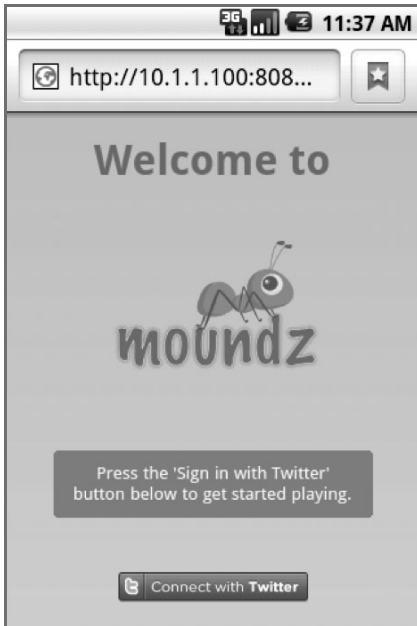 3G 11:37 AM
http://10.1.1.100:808...
Welcome to
moundz
Press the 'Sign in with Twitter'
button below to get started playing.
t Connect with Twitter